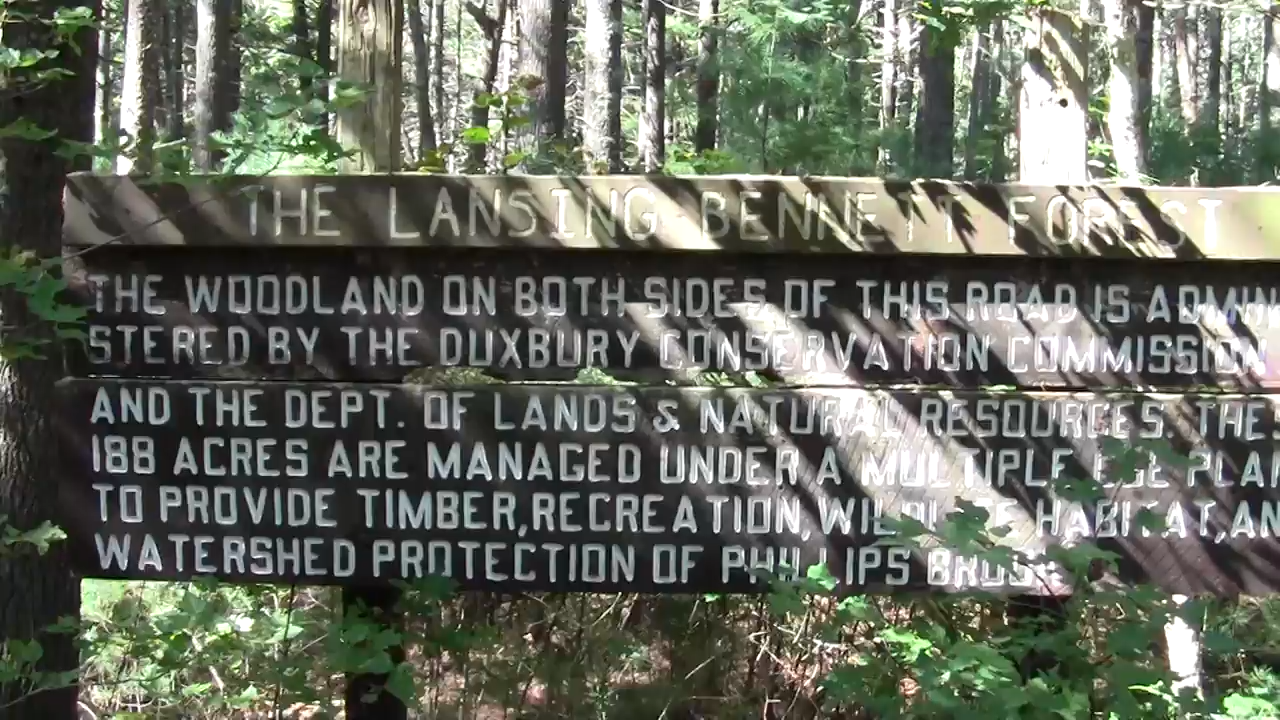 THE LANSING BENNETT FOREST
THE WOODLAND ON BOTH SIDES OF THIS ROAD IS ADMIN
STERED BY THE DUXBURY CONSERVATION COMMISSION
AND THE DEPT. OF LANDS & NATURAL RESOURCES. THE
188 ACRES ARE MANAGED UNDER A MULTIPLE USE PLAN
TO PROVIDE TIMBER, RECREATION, WILDLIFE HABITAT, AN
WATERSHED PROTECTION OF PHILLIPS BROOK